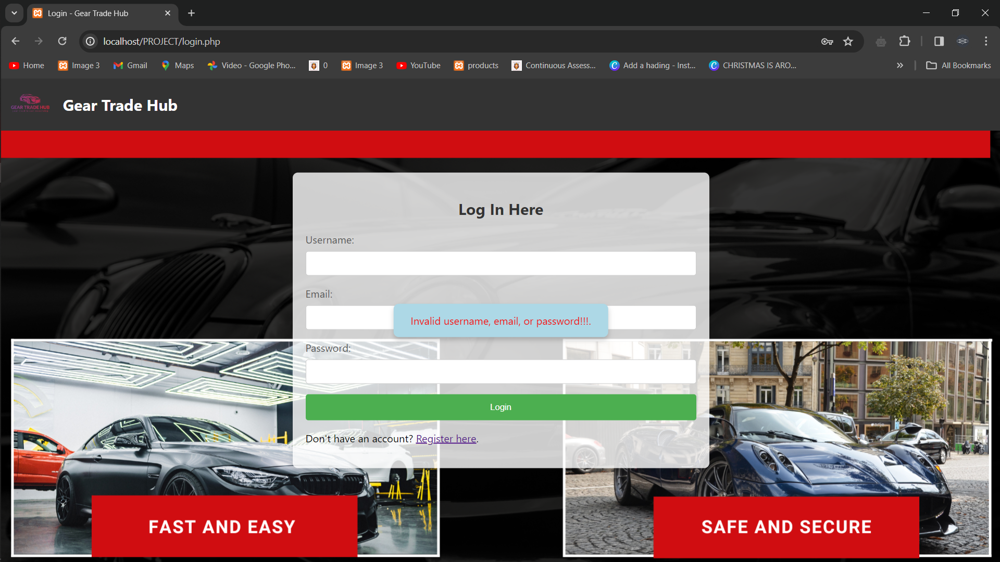 Login - Gear Trade Hub
localhost/PROJECT/login.php
Home Image 3 Gmail Maps Video - Google Pho... 0 Image 3 YouTube products Continuous Assess... Add a hading - Inst... CHRISTMAS IS ARO... All Bookmarks
GEAR TRADE HUB
Gear Trade Hub
Log In Here
Username:
Email:
Invalid username, email, or password!!!.
Password:
Login
Don't have an account? Register here.
FAST AND EASY
SAFE AND SECURE